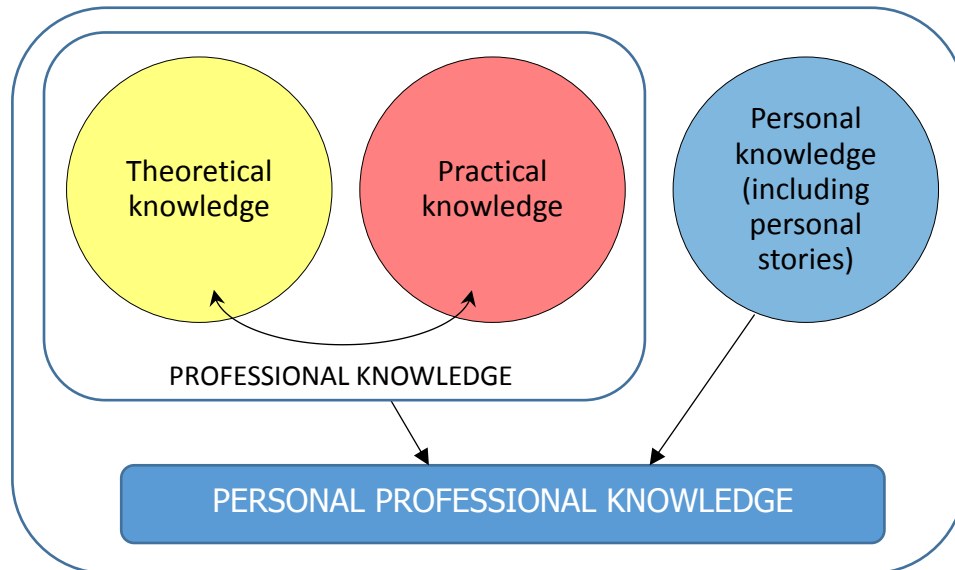 Theoretical
knowledge
Practical
knowledge
Personal
knowledge
(including
personal
stories)
PROFESSIONAL KNOWLEDGE
PERSONAL PROFESSIONAL KNOWLEDGE